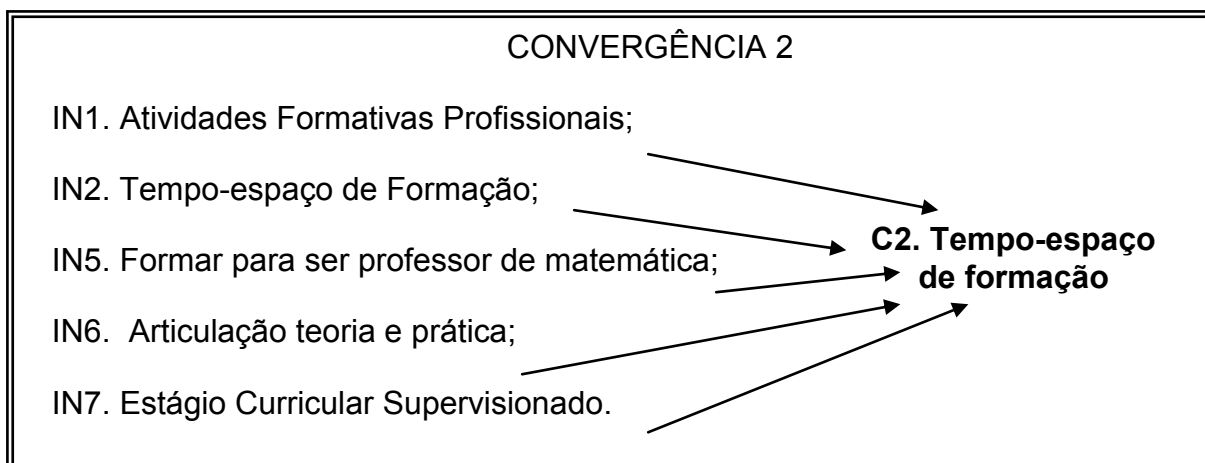 CONVERGÊNCIA 2
IN1. Atividades Formativas Profissionais;
IN2. Tempo-espaço de Formação;
IN5. Formar para ser professor de matemática;
IN6. Articulação teoria e prática;
IN7. Estágio Curricular Supervisionado.
C2. Tempo-espaço
de formação